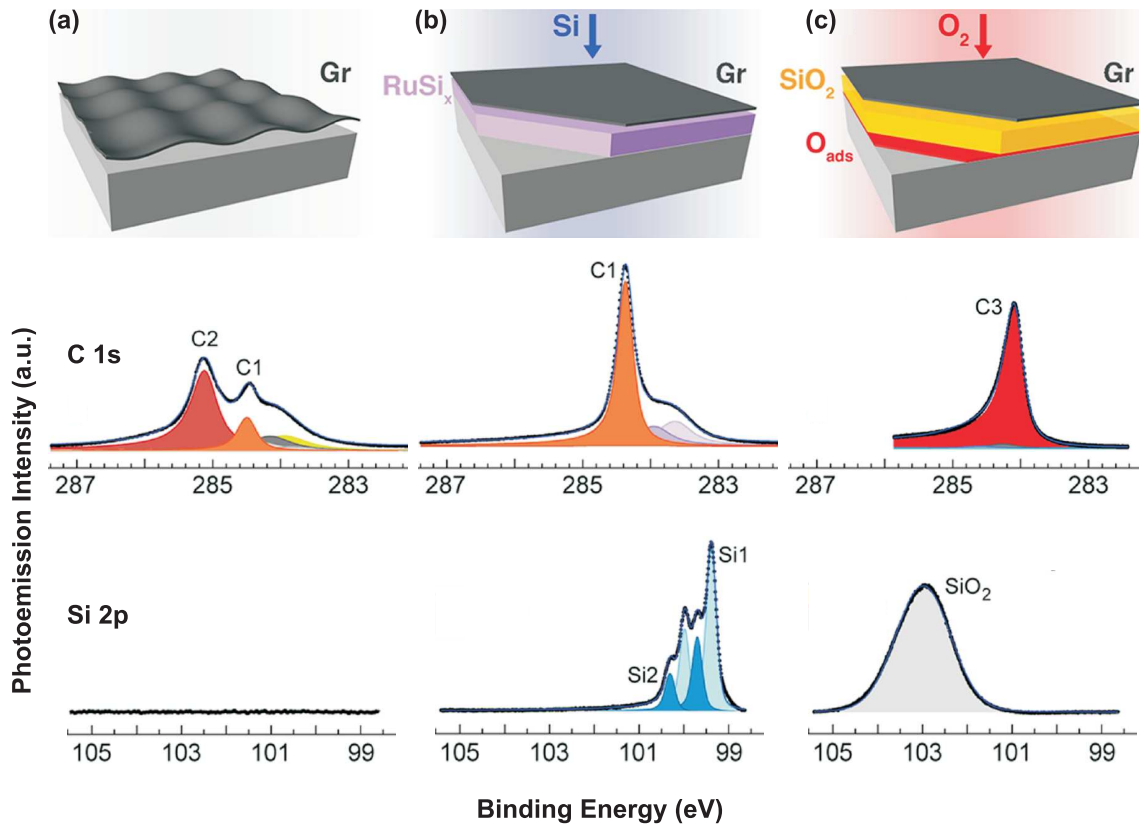 (a)
Gr
(b)
Si
RuSiₓ
Gr
(c)
O₂
SiO₂
Gr
O_ads
Photoemission Intensity (a.u.)
C 1s
C2
C1
287 285 283
C1
285 283
C3
287 285 283
Si 2p
105 103 101 99
Si1
Si2
105 103 101 99
SiO₂
105 103 101 99
Binding Energy (eV)